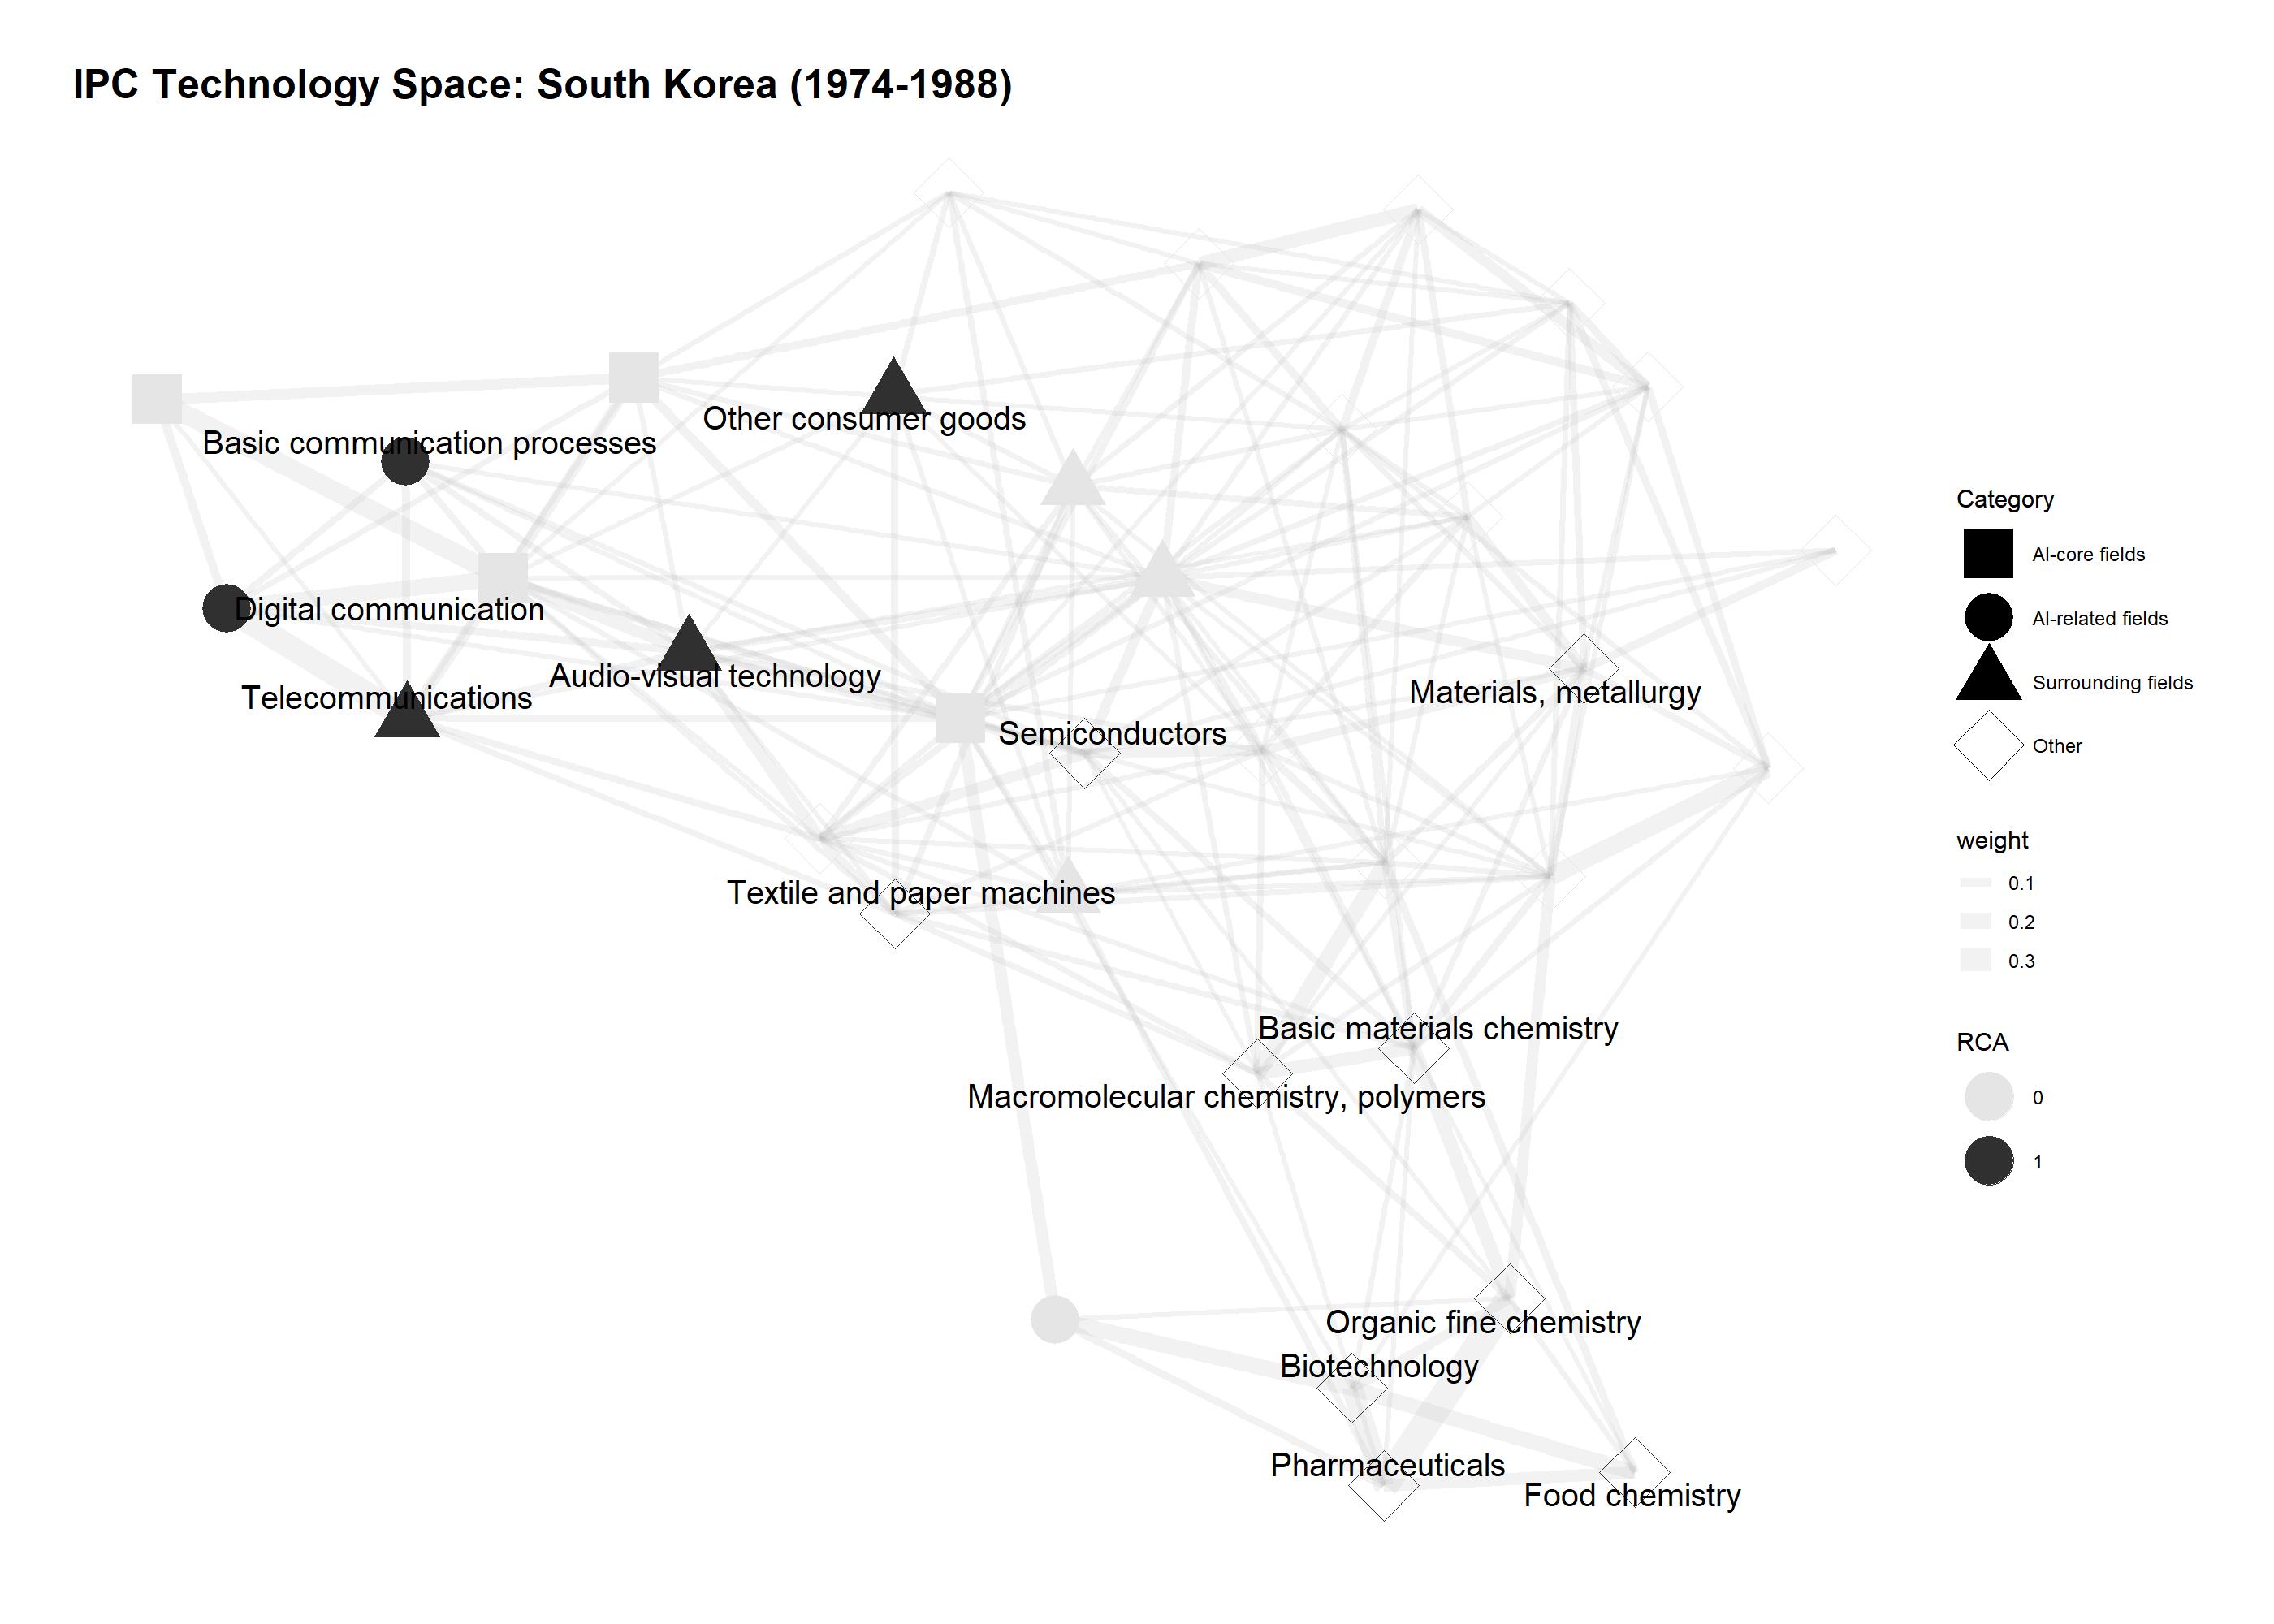 IPC Technology Space: South Korea (1974-1988)
Other consumer goods
Basic communication processes
Digital communication
Audio-visual technology
Telecommunications
Materials, metallurgy
Semiconductors
Textile and paper machines
Basic materials chemistry
Macromolecular chemistry, polymers
Organic fine chemistry
Biotechnology
Pharmaceuticals
Food chemistry
Category
AI-core fields
AI-related fields
Surrounding fields
Other
weight
0.1
0.2
0.3
RCA
0
1